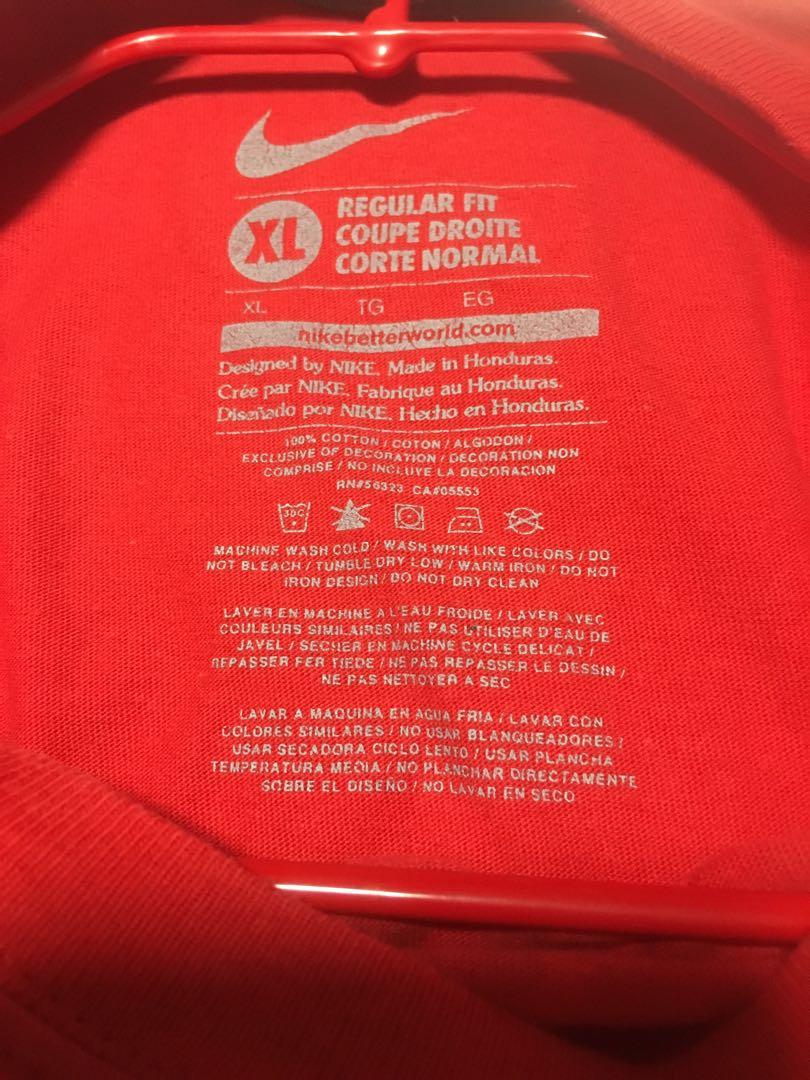 REGULAR FIT
XL COUPE DROITE
CORTE NORMAL
XL TG EG
nikebetterworld.com
Designed by NIKE. Made in Honduras.
Crée par NIKE. Fabrique au Honduras.
Diseñado por NIKE. Hecho en Honduras.
100% COTTON / COTON / ALGODON /
EXCLUSIVE OF DECORATION / DECORATION NON
COMPRISE / NO INCLUYE LA DECORACION
RN#56323 CA#05553
30C
MACHINE WASH COLD / WASH WITH LIKE COLORS / DO
NOT BLEACH / TUMBLE DRY LOW / WARM IRON / DO NOT
IRON DESIGN / DO NOT DRY CLEAN
LAVER EN MACHINE A L'EAU FROIDE / LAVER AVEC
COULEURS SIMILAIRES / NE PAS UTILISER D'EAU DE
JAVEL / SECHER EN MACHINE CYCLE DELICAT /
REPASSER FER TIEDE / NE PAS REPASSER LE DESSIN /
NE PAS NETTOYER A SEC
LAVAR A MAQUINA EN AGUA FRIA / LAVAR CON
COLORES SIMILARES / NO USAR BLANQUEADORES /
USAR SECADORA CICLO LENTO / USAR PLANCHA
TEMPERATURA MEDIA / NO PLANCHAR DIRECTAMENTE
SOBRE EL DISEÑO / NO LAVAR EN SECO